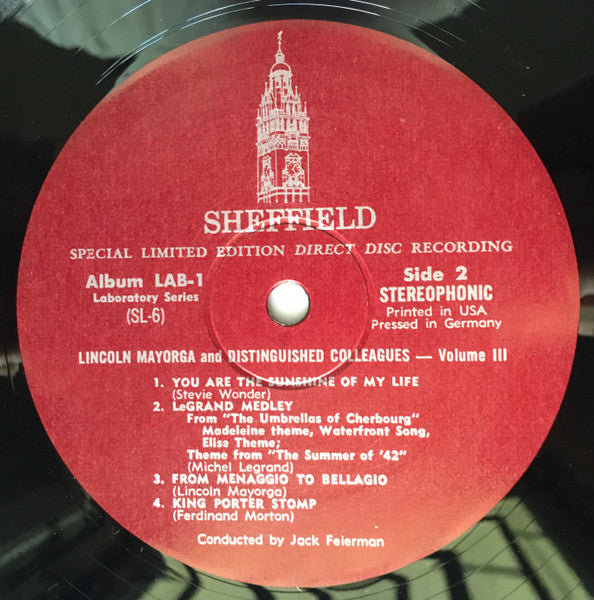 SHEFFIELD
SPECIAL LIMITED EDITION DIRECT DISC RECORDING
Album LAB-1
Laboratory Series
(SL-6)
Side 2
STEREOPHONIC
Printed in USA
Pressed in Germany
LINCOLN MAYORGA and DISTINGUISHED COLLEAGUES — Volume III
1. YOU ARE THE SUNSHINE OF MY LIFE
(Stevie Wonder)
2. LeGRAND MEDLEY
From "The Umbrellas of Cherbourg"
Madeleine theme, Waterfront Song,
Elise Theme;
Theme from "The Summer of '42"
(Michel Legrand)
3. FROM MENAGGIO TO BELLAGIO
(Lincoln Mayorga)
4. KING PORTER STOMP
(Ferdinand Morton)
Conducted by Jack Feierman